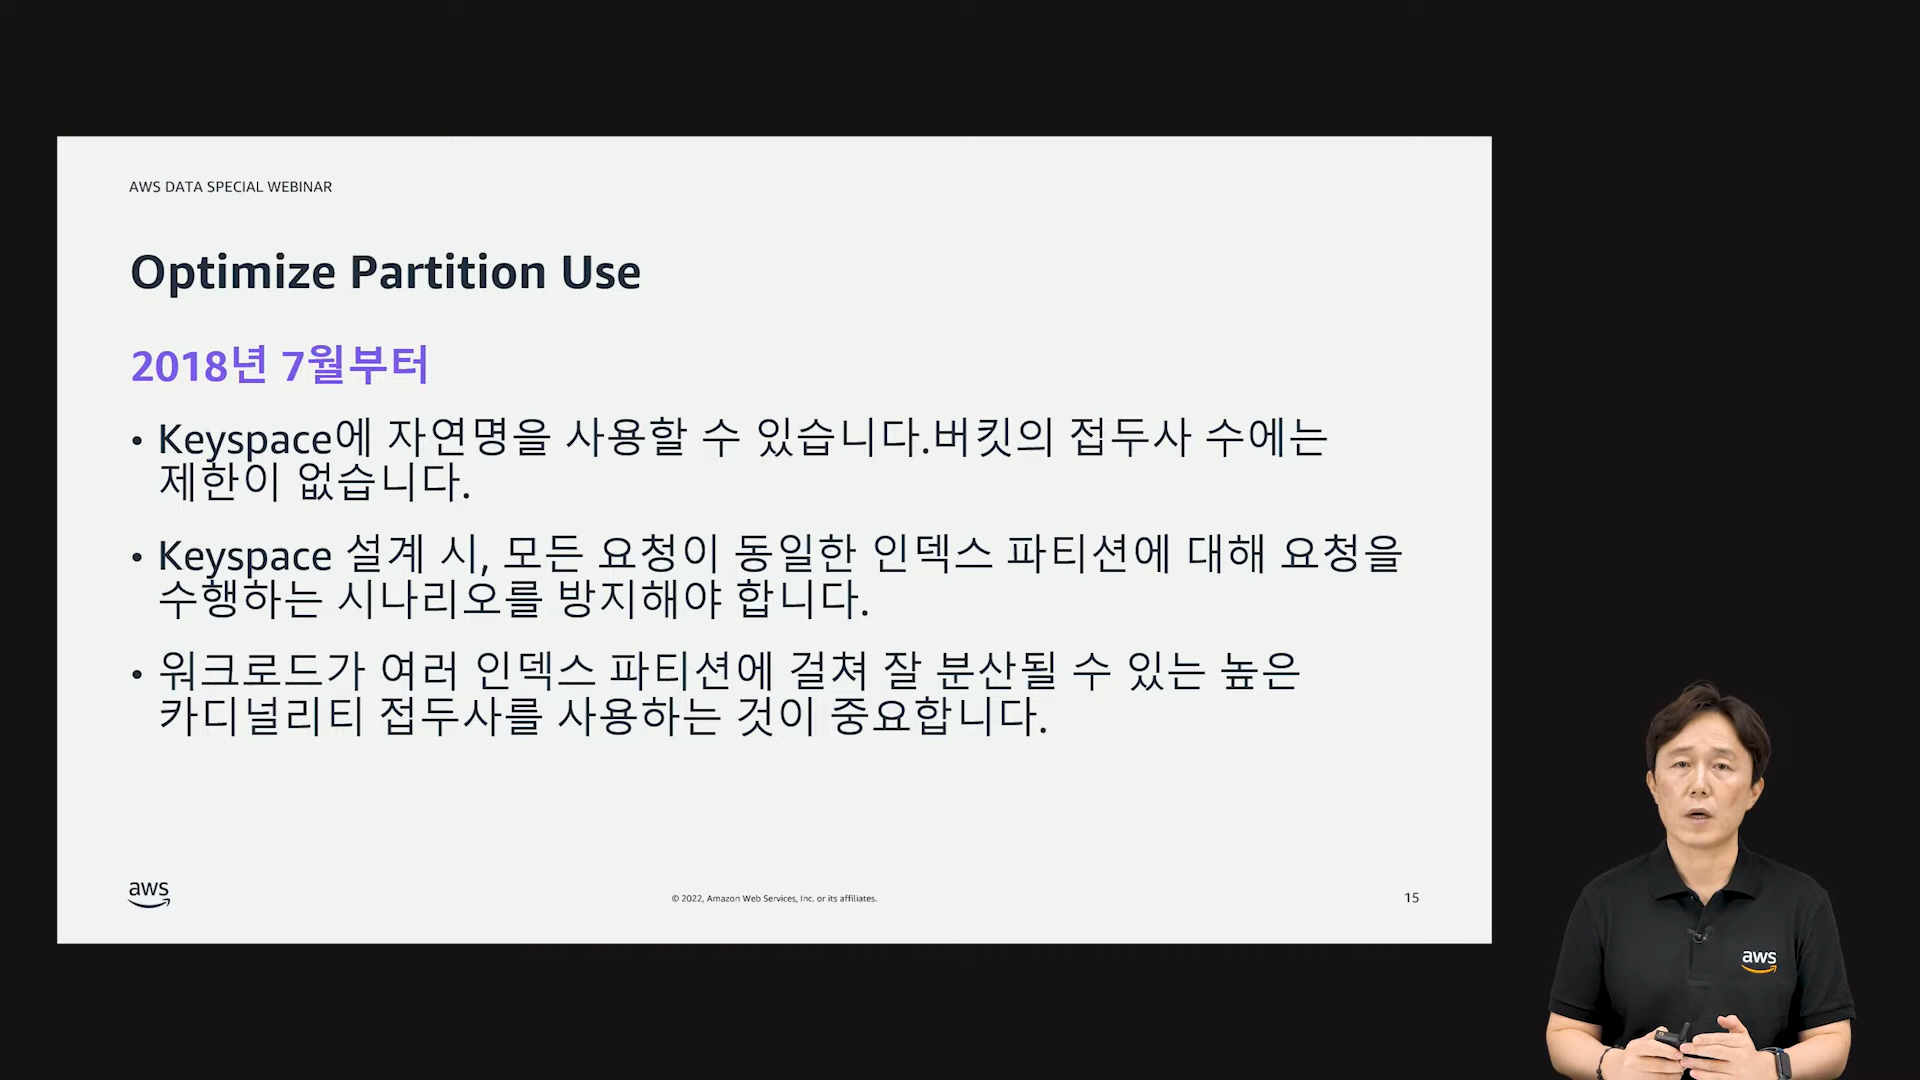 AWS DATA SPECIAL WEBINAR
Optimize Partition Use
2018년 7월부터
• Keyspace에 자연명을 사용할 수 있습니다.버킷의 접두사 수에는
제한이 없습니다.
• Keyspace 설계 시, 모든 요청이 동일한 인덱스 파티션에 대해 요청을
수행하는 시나리오를 방지해야 합니다.
• 워크로드가 여러 인덱스 파티션에 걸쳐 잘 분산될 수 있는 높은
카디널리티 접두사를 사용하는 것이 중요합니다.
aws
© 2022, Amazon Web Services, Inc. or its affiliates.
15
aws